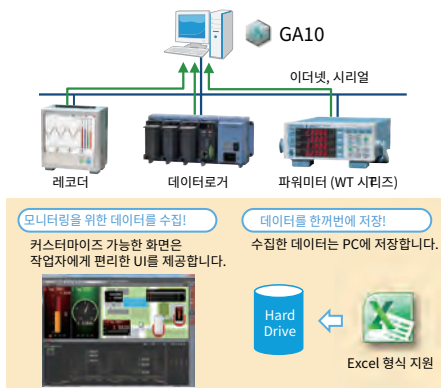 GA10
이더넷, 시리얼
레코더
데이터로거
파워미터 (WT 시리즈)
모니터링을 위한 데이터를 수집!
커스터마이즈 가능한 화면은
작업자에게 편리한 UI를 제공합니다.
데이터를 한꺼번에 저장!
수집한 데이터는 PC에 저장합니다.
Hard
Drive
Excel 형식 지원